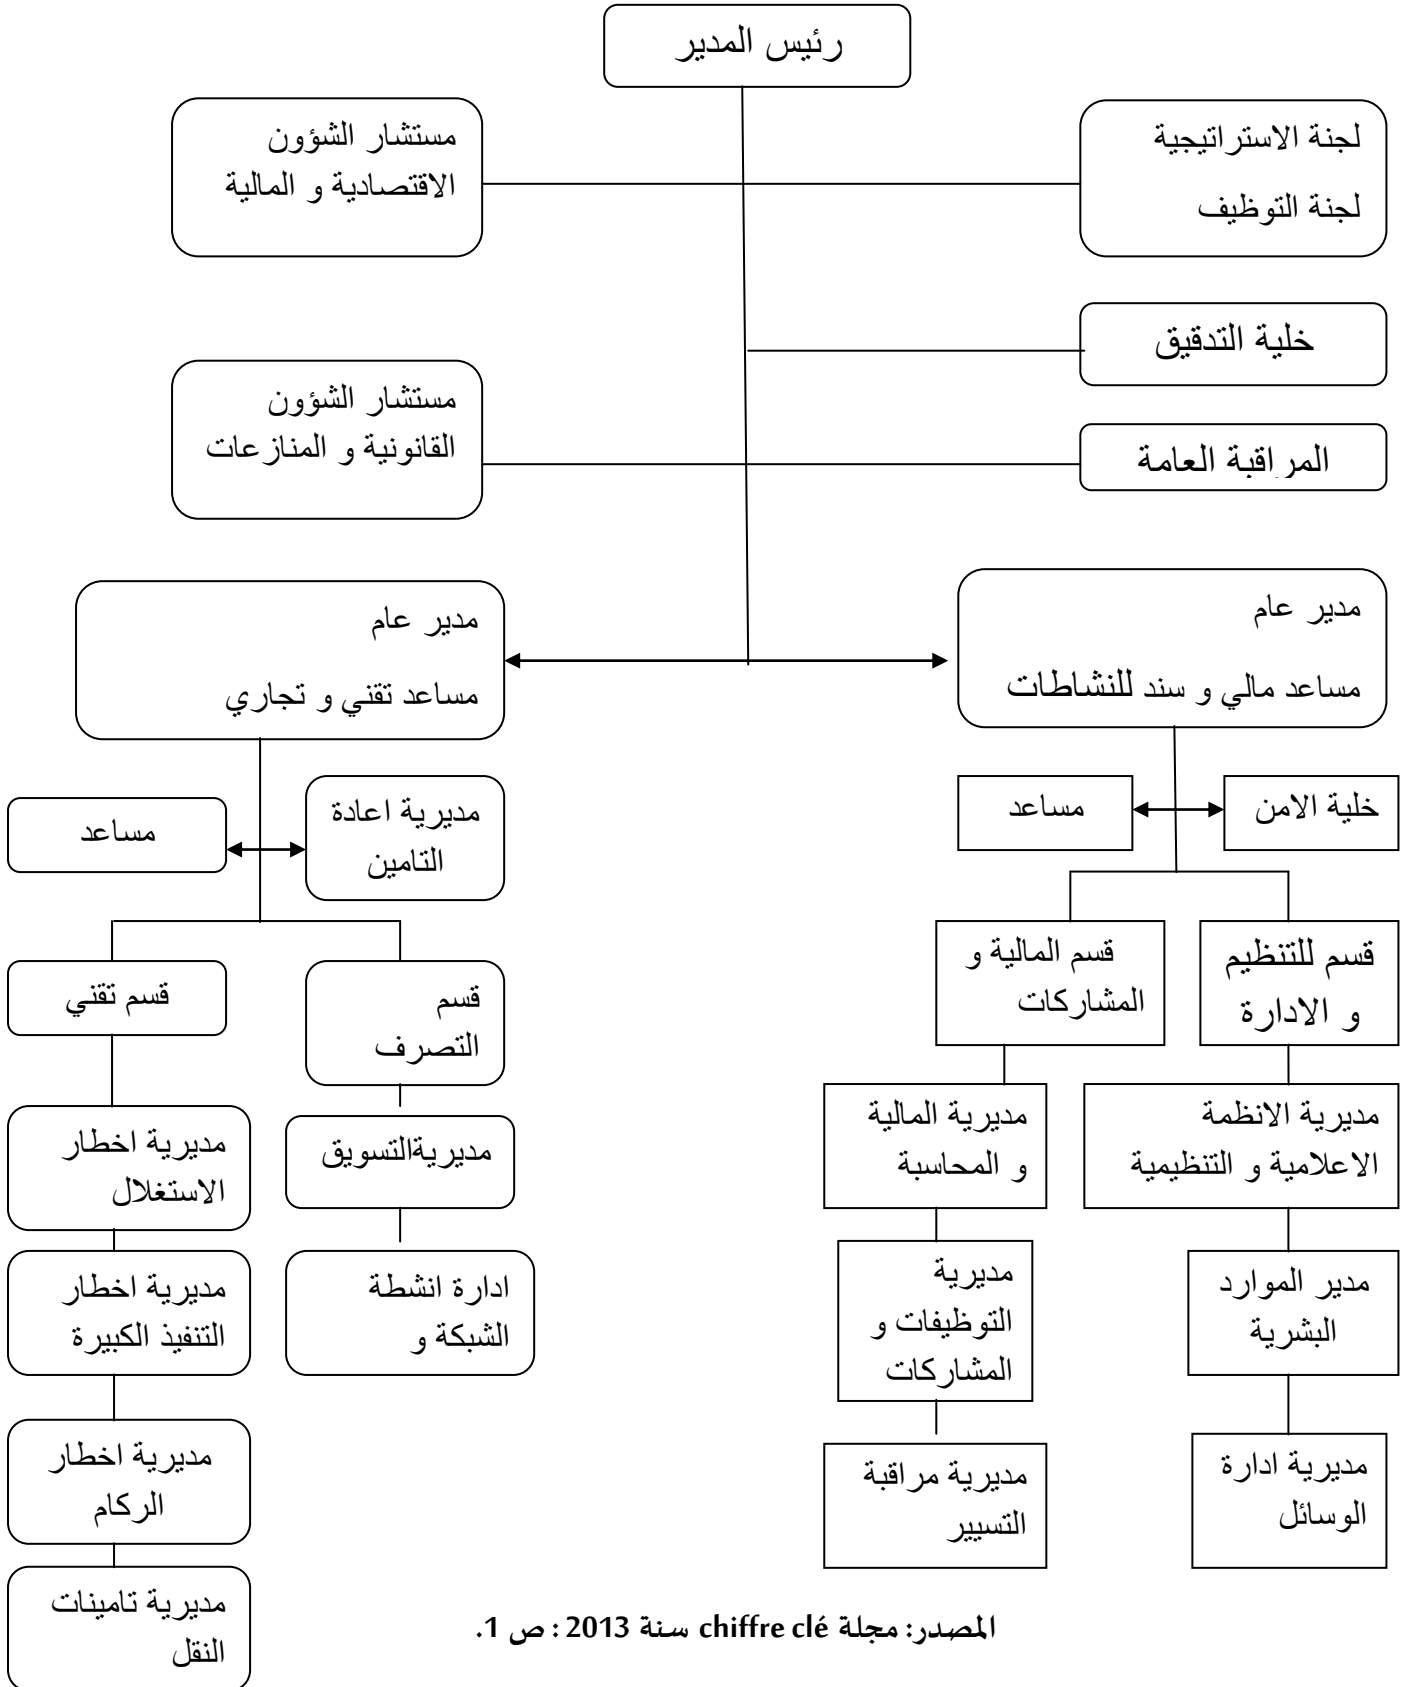 رئيس المدير
لجنة الاستراتيجية
لجنة التوظيف
مستشار الشؤون
الاقتصادية و المالية
خلية التدقيق
مستشار الشؤون
القانونية و المنازعات
المراقبة العامة
مدير عام
مساعد مالي و سند للنشاطات
مدير عام
مساعد تقني و تجاري
خلية الامن
مساعد
مديرية اعادة
التامين
مساعد
قسم للتنظيم
و الادارة
قسم المالية و
المشاركات
قسم
التصرف
قسم تقني
مديرية الانظمة
الاعلامية و التنظيمية
مديرية المالية
و المحاسبة
مديريةالتسويق
مديرية اخطار
الاستغلال
مدير الموارد
البشرية
مديرية
التوظيفات و
المشاركات
ادارة انشطة
الشبكة و
مديرية اخطار
التنفيذ الكبيرة
مديرية ادارة
الوسائل
مديرية مراقبة
التسيير
مديرية اخطار
الركام
مديرية تامينات
النقل
المصدر: مجلة chiffre clé سنة 2013 : ص 1.